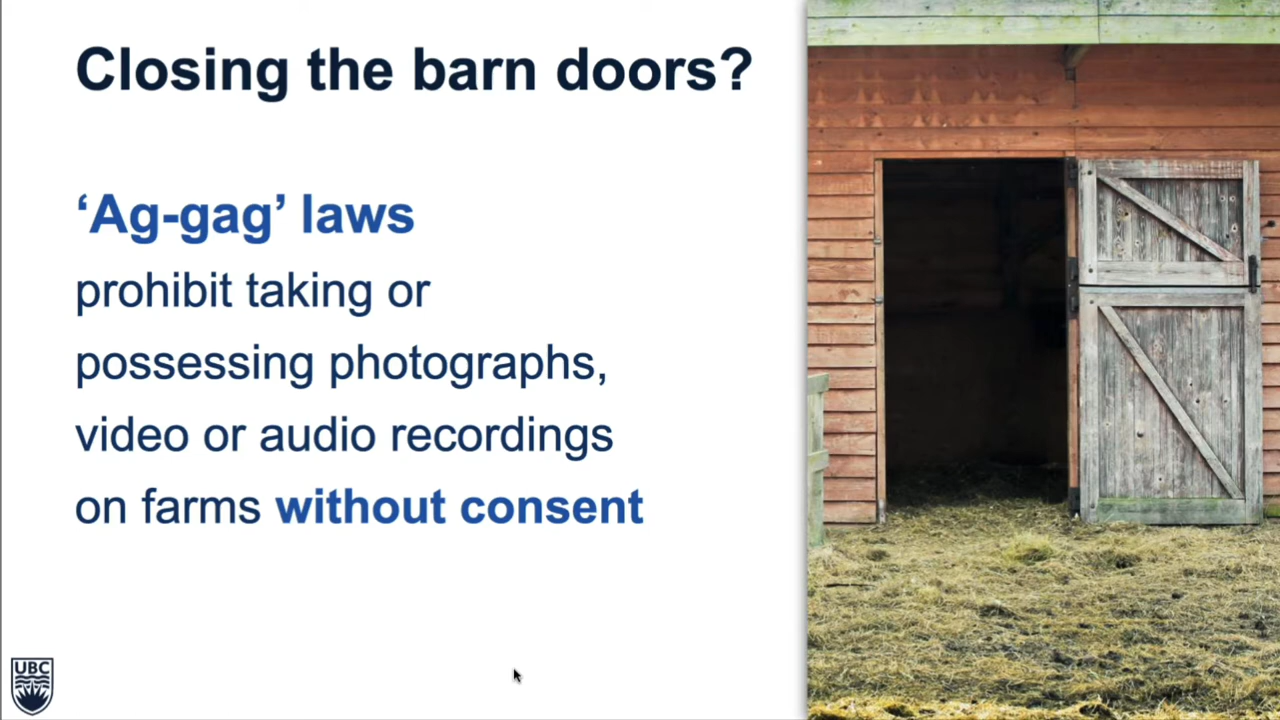 Closing the barn doors?
‘Ag-gag’ laws
prohibit taking or
possessing photographs,
video or audio recordings
on farms without consent
UBC